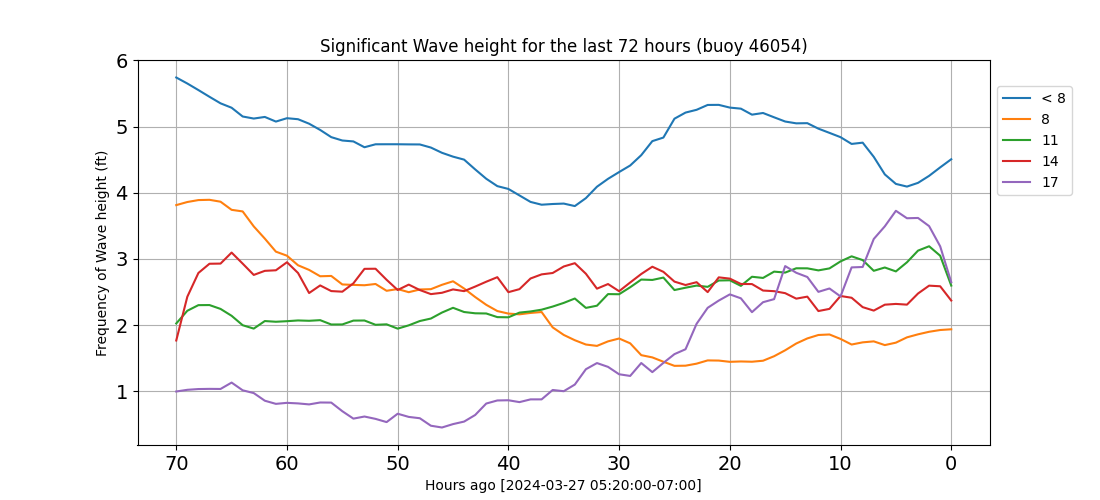 Significant Wave height for the last 72 hours (buoy 46054)
Frequency of Wave height (ft)
6
5
4
3
2
1
70 60 50 40 30 20 10 0
Hours ago [2024-03-27 05:20:00-07:00]
< 8
8
11
14
17